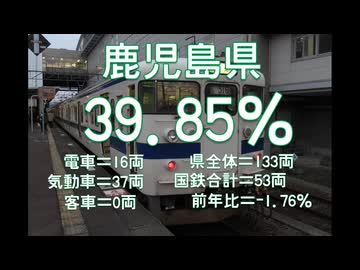 鹿児島県
39.85%
電車=16両 県全体=133両
気動車=37両 国鉄合計=53両
客車=0両 前年比=-1.76%